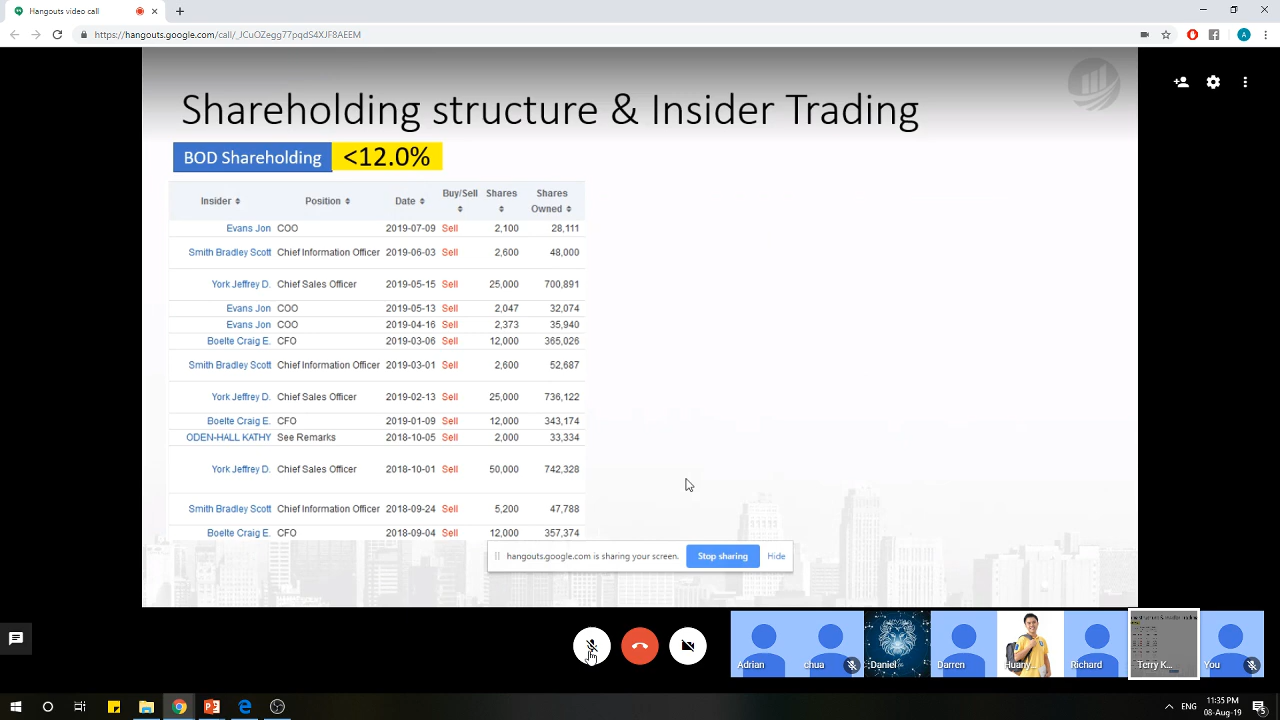 Hangouts video call
https://hangouts.google.com/call/_JCuOZegg77pqdS4XJF8AEEM
A
Shareholding structure & Insider Trading
BOD Shareholding <12.0%
Insider Position Date Buy/Sell Shares Shares Owned
Evans Jon COO 2019-07-09 Sell 2,100 28,111
Smith Bradley Scott Chief Information Officer 2019-06-03 Sell 2,600 48,000
York Jeffrey D. Chief Sales Officer 2019-05-15 Sell 25,000 700,891
Evans Jon COO 2019-05-13 Sell 2,047 32,074
Evans Jon COO 2019-04-16 Sell 2,373 35,940
Boelte Craig E. CFO 2019-03-06 Sell 12,000 365,026
Smith Bradley Scott Chief Information Officer 2019-03-01 Sell 2,600 52,687
York Jeffrey D. Chief Sales Officer 2019-02-13 Sell 25,000 736,122
Boelte Craig E. CFO 2019-01-09 Sell 12,000 343,174
ODEN-HALL KATHY See Remarks 2018-10-05 Sell 2,000 33,334
York Jeffrey D. Chief Sales Officer 2018-10-01 Sell 50,000 742,328
Smith Bradley Scott Chief Information Officer 2018-09-24 Sell 5,200 47,788
Boelte Craig E. CFO 2018-09-04 Sell 12,000 357,374
hangouts.google.com is sharing your screen. Stop sharing Hide
Adrian chua Daniel Darren Huany... Richard Terry K... You
ENG 11:35 PM
08-Aug-19